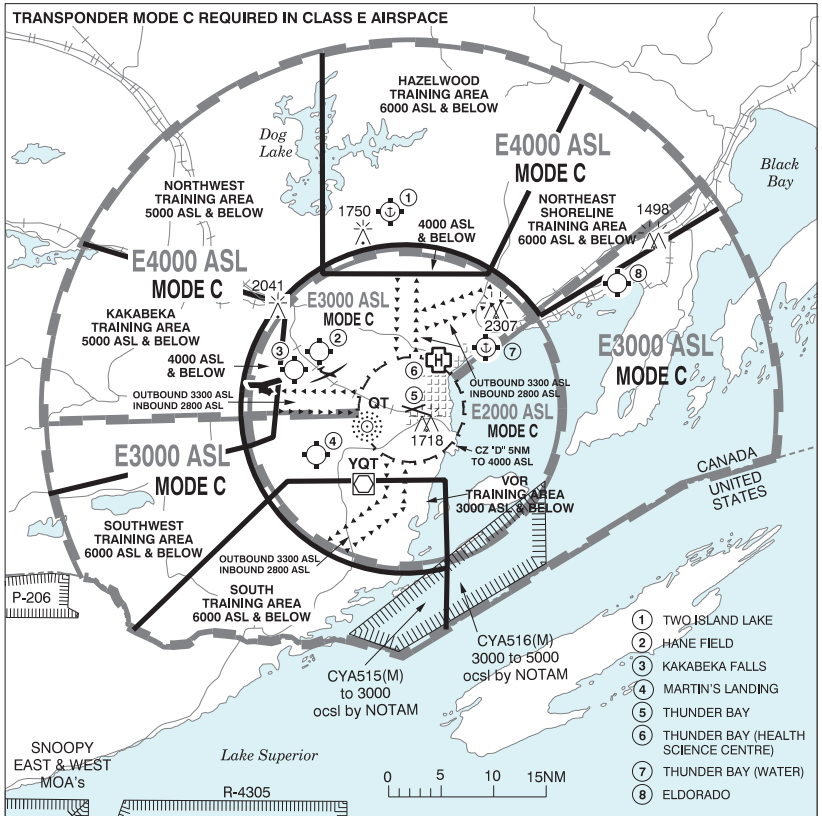 TRANSPONDER MODE C REQUIRED IN CLASS E AIRSPACE
HAZELWOOD
TRAINING AREA
6000 ASL & BELOW
Dog
Lake
E4000 ASL
MODE C
Black
Bay
NORTHWEST
TRAINING AREA
5000 ASL & BELOW
1
1750
4000 ASL
& BELOW
NORTHEAST
SHORELINE
TRAINING AREA
6000 ASL & BELOW
1498
8
E4000 ASL
MODE C
2041
E3000 ASL
MODE C
2307
KAKABEKA
TRAINING AREA
5000 ASL & BELOW
4000 ASL
& BELOW
3
2
7
E3000 ASL
MODE C
6
H
OUTBOUND 3300 ASL
INBOUND 2800 ASL
OUTBOUND 3300 ASL
INBOUND 2800 ASL
QT
5
E2000 ASL
MODE C
1718
4
CZ "D" 5NM
TO 4000 ASL
E3000 ASL
MODE C
YQT
VOR
TRAINING AREA
3000 ASL & BELOW
CANADA
UNITED
STATES
SOUTHWEST
TRAINING AREA
6000 ASL & BELOW
OUTBOUND 3300 ASL
INBOUND 2800 ASL
SOUTH
TRAINING AREA
6000 ASL & BELOW
P-206
CYA515(M)
to 3000
ocsl by NOTAM
CYA516(M)
3000 to 5000
ocsl by NOTAM
1 TWO ISLAND LAKE
2 HANE FIELD
3 KAKABEKA FALLS
4 MARTIN'S LANDING
5 THUNDER BAY
6 THUNDER BAY (HEALTH
SCIENCE CENTRE)
7 THUNDER BAY (WATER)
8 ELDORADO
SNOOPY
EAST & WEST
MOA's
Lake Superior
0 5 10 15NM
R-4305